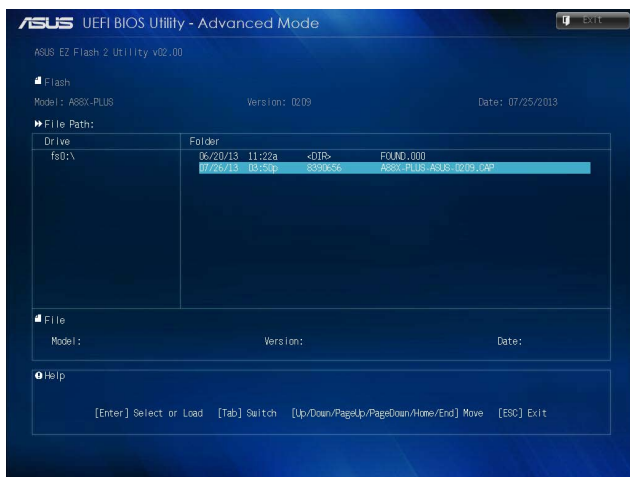 ASUS UEFI BIOS Utility - Advanced Mode Exit
ASUS EZ Flash 2 Utility v02.00
Flash
Model: A88X-PLUS Version: 0209 Date: 07/25/2013
File Path:
Drive Folder
fs0:\ 06/20/13 11:22a <DIR> FOUND.000
07/26/13 03:50p 8390656 A88X-PLUS-ASUS-0209.CAP
File
Model: Version: Date:
Help
[Enter] Select or Load [Tab] Switch [Up/Down/PageUp/PageDown/Home/End] Move [ESC] Exit